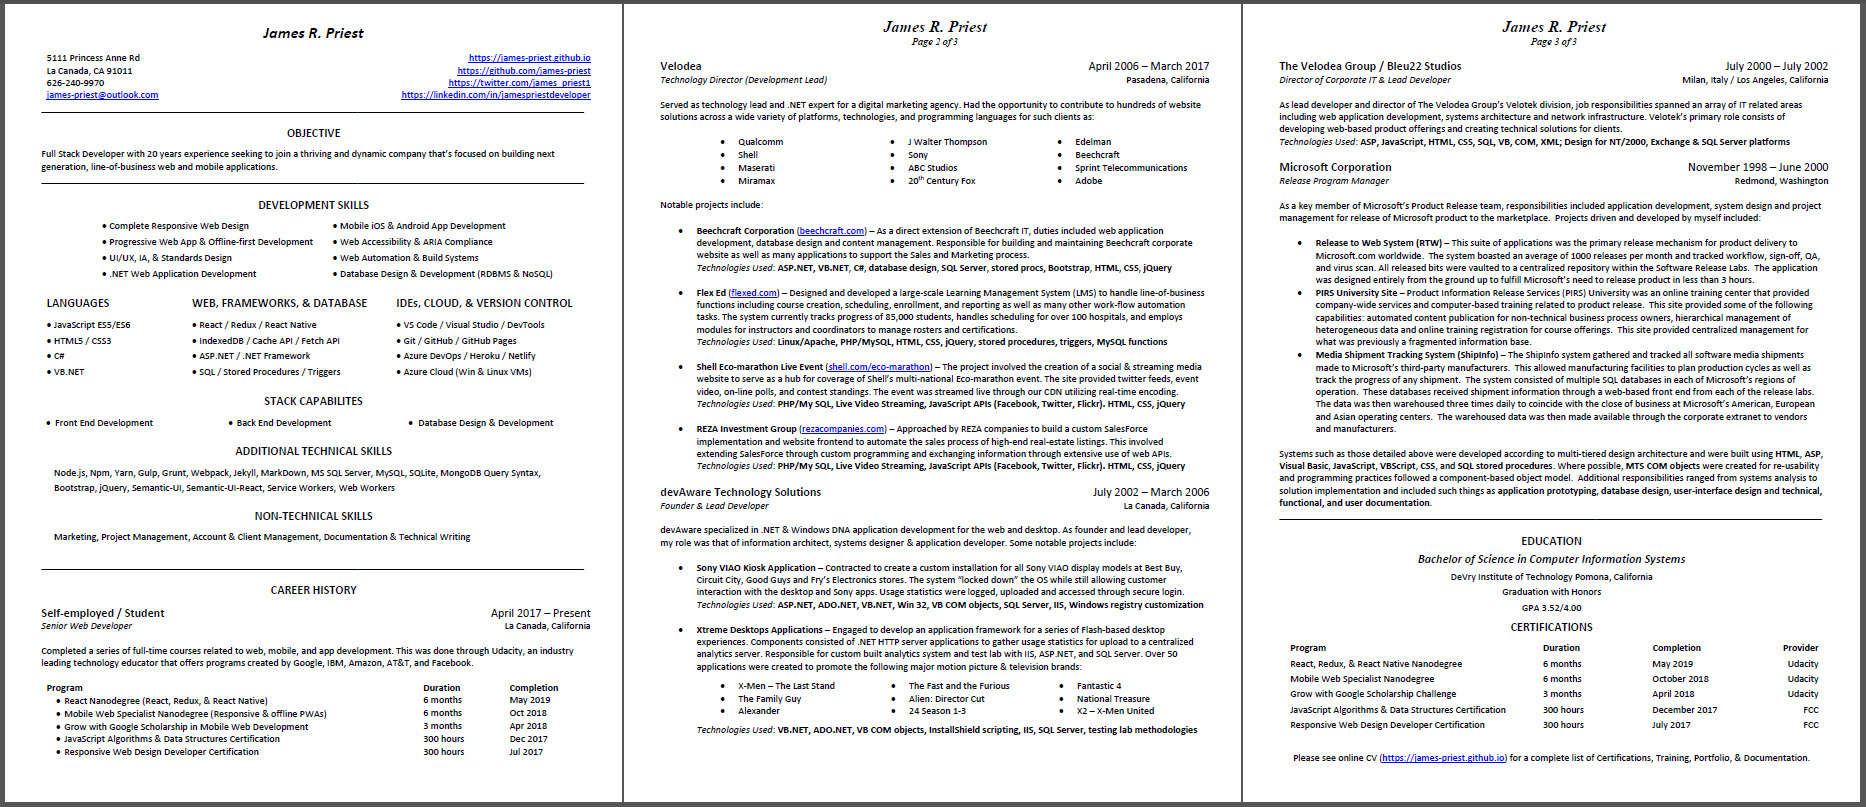 James R. Priest
5111 Princess Anne Rd
La Canada, CA 91011
626-240-9970
james-priest@outlook.com
https://james-priest.github.io
https://github.com/james-priest
https://twitter.com/james_priest1
https://linkedin.com/in/jamespriestdeveloper
OBJECTIVE
Full Stack Developer with 20 years experience seeking to join a thriving and dynamic company that's focused on building next
generation, line-of-business web and mobile applications.
DEVELOPMENT SKILLS
• Complete Responsive Web Design
• Progressive Web App & Offline-first Development
• UI/UX, IA, & Standards Design
• .NET Web Application Development
• Mobile iOS & Android App Development
• Web Accessibility & ARIA Compliance
• Web Automation & Build Systems
• Database Design & Development (RDBMS & NoSQL)
LANGUAGES
• JavaScript ES5/ES6
• HTML5 / CSS3
• C#
• VB.NET
WEB, FRAMEWORKS, & DATABASE
• React / Redux / React Native
• IndexedDB / Cache API / Fetch API
• ASP.NET / .NET Framework
• SQL / Stored Procedures / Triggers
IDEs, CLOUD, & VERSION CONTROL
• VS Code / Visual Studio / DevTools
• Git / GitHub / GitHub Pages
• Azure DevOps / Heroku / Netlify
• Azure Cloud (Win & Linux VMs)
STACK CAPABILITES
• Front End Development • Back End Development • Database Design & Development
ADDITIONAL TECHNICAL SKILLS
Node.js, Npm, Yarn, Gulp, Grunt, Webpack, Jekyll, MarkDown, MS SQL Server, MySQL, SQLite, MongoDB Query Syntax,
Bootstrap, jQuery, Semantic-UI, Semantic-UI-React, Service Workers, Web Workers
NON-TECHNICAL SKILLS
Marketing, Project Management, Account & Client Management, Documentation & Technical Writing
CAREER HISTORY
Self-employed / Student April 2017 – Present
Senior Web Developer La Canada, California
Completed a series of full-time courses related to web, mobile, and app development. This was done through Udacity, an industry
leading technology educator that offers programs created by Google, IBM, Amazon, AT&T, and Facebook.
Program Duration Completion
• React Nanodegree (React, Redux, & React Native) 6 months May 2019
• Mobile Web Specialist Nanodegree (Responsive & offline PWAs) 6 months Oct 2018
• Grow with Google Scholarship in Mobile Web Development 3 months Apr 2018
• JavaScript Algorithms & Data Structures Certification 300 hours Dec 2017
• Responsive Web Design Developer Certification 300 hours Jul 2017
James R. Priest
Page 2 of 3
Velodea April 2006 – March 2017
Technology Director (Development Lead) Pasadena, California
Served as technology lead and .NET expert for a digital marketing agency. Had the opportunity to contribute to hundreds of website
solutions across a wide variety of platforms, technologies, and programming languages for such clients as:
• Qualcomm • J Walter Thompson • Edelman
• Shell • Sony • Beechcraft
• Maserati • ABC Studios • Sprint Telecommunications
• Miramax • 20th Century Fox • Adobe
Notable projects include:
• Beechcraft Corporation (beechcraft.com) – As a direct extension of Beechcraft IT, duties included web application
development, database design and content management. Responsible for building and maintaining Beechcraft corporate
website as well as many applications to support the Sales and Marketing process.
Technologies Used: ASP.NET, VB.NET, C#, database design, SQL Server, stored procs, Bootstrap, HTML, CSS, jQuery
• Flex Ed (flexed.com) – Designed and developed a large-scale Learning Management System (LMS) to handle line-of-business
functions including course creation, scheduling, enrollment, and reporting as well as many other work-flow automation
tasks. The system currently tracks progress of 85,000 students, handles scheduling for over 100 hospitals, and employs
modules for instructors and coordinators to manage rosters and certifications.
Technologies Used: Linux/Apache, PHP/MySQL, HTML, CSS, jQuery, stored procedures, triggers, MySQL functions
• Shell Eco-marathon Live Event (shell.com/eco-marathon) – The project involved the creation of a social & streaming media
website to serve as a hub for coverage of Shell's multi-national Eco-marathon event. The site provided twitter feeds, event
video, on-line polls, and contest standings. The event was streamed live through our CDN utilizing real-time encoding.
Technologies Used: PHP/My SQL, Live Video Streaming, JavaScript APIs (Facebook, Twitter, Flickr). HTML, CSS, jQuery
• REZA Investment Group (rezacompanies.com) – Approached by REZA companies to build a custom SalesForce
implementation and website frontend to automate the sales process of high-end real-estate listings. This involved
extending SalesForce through custom programming and exchanging information through extensive use of web APIs.
Technologies Used: PHP/My SQL, Live Video Streaming, JavaScript APIs (Facebook, Twitter, Flickr). HTML, CSS, jQuery
devAware Technology Solutions July 2002 – March 2006
Founder & Lead Developer La Canada, California
devAware specialized in .NET & Windows DNA application development for the web and desktop. As founder and lead developer,
my role was that of information architect, systems designer & application developer. Some notable projects include:
• Sony VIAO Kiosk Application – Contracted to create a custom installation for all Sony VIAO display models at Best Buy,
Circuit City, Good Guys and Fry's Electronics stores. The system "locked down" the OS while still allowing customer
interaction with the desktop and Sony apps. Usage statistics were logged, uploaded and accessed through secure login.
Technologies Used: ASP.NET, ADO.NET, VB.NET, Win 32, VB COM objects, SQL Server, IIS, Windows registry customization
• Xtreme Desktops Applications – Engaged to develop an application framework for a series of Flash-based desktop
experiences. Components consisted of .NET HTTP server applications to gather usage statistics for upload to a centralized
analytics server. Responsible for custom built analytics system and test lab with IIS, ASP.NET, and SQL Server. Over 50
applications were created to promote the following major motion picture & television brands:
• X-Men – The Last Stand • The Fast and the Furious • Fantastic 4
• The Family Guy • Alien: Director Cut • National Treasure
• Alexander • 24 Season 1-3 • X2 – X-Men United
Technologies Used: VB.NET, ADO.NET, VB COM objects, InstallShield scripting, IIS, SQL Server, testing lab methodologies
James R. Priest
Page 3 of 3
The Velodea Group / Bleu22 Studios July 2000 – July 2002
Director of Corporate IT & Lead Developer Milan, Italy / Los Angeles, California
As lead developer and director of The Velodea Group's Velotek division, job responsibilities spanned an array of IT related areas
including web application development, systems architecture and network infrastructure. Velotek's primary role consists of
developing web-based product offerings and creating technical solutions for clients.
Technologies Used: ASP, JavaScript, HTML, CSS, SQL, VB, COM, XML; Design for NT/2000, Exchange & SQL Server platforms
Microsoft Corporation November 1998 – June 2000
Release Program Manager Redmond, Washington
As a key member of Microsoft's Product Release team, responsibilities included application development, system design and project
management for release of Microsoft product to the marketplace. Projects driven and developed by myself included:
• Release to Web System (RTW) – This suite of applications was the primary release mechanism for product delivery to
Microsoft.com worldwide. The system boasted an average of 1000 releases per month and tracked workflow, sign-off, QA,
and virus scan. All released bits were vaulted to a centralized repository within the Software Release Labs. The application
was designed entirely from the ground up to fulfill Microsoft's need to release product in less than 3 hours.
• PIRS University Site – Product Information Release Services (PIRS) University was an online training center that provided
company-wide services and computer-based training related to product release. This site provided some of the following
capabilities: automated content publication for non-technical business process owners, hierarchical management of
heterogeneous data and online training registration for course offerings. This site provided centralized management for
what was previously a fragmented information base.
• Media Shipment Tracking System (ShipInfo) – The ShipInfo system gathered and tracked all software media shipments
made to Microsoft's third-party manufacturers. This allowed manufacturing facilities to plan production cycles as well as
track the progress of any shipment. The system consisted of multiple SQL databases in each of Microsoft's regions of
operation. These databases received shipment information through a web-based front end from each of the release labs.
The data was then warehoused three times daily to coincide with the close of business at Microsoft's American, European
and Asian operating centers. The warehoused data was then made available through the corporate extranet to vendors
and manufacturers.
Systems such as those detailed above were developed according to multi-tiered design architecture and were built using HTML, ASP,
Visual Basic, JavaScript, VBScript, CSS, and SQL stored procedures. Where possible, MTS COM objects were created for re-usability
and programming practices followed a component-based object model. Additional responsibilities ranged from systems analysis to
solution implementation and included such things as application prototyping, database design, user-interface design and technical,
functional, and user documentation.
EDUCATION
Bachelor of Science in Computer Information Systems
DeVry Institute of Technology Pomona, California
Graduation with Honors
GPA 3.52/4.00
CERTIFICATIONS
Program Duration Completion Provider
React, Redux, & React Native Nanodegree 6 months May 2019 Udacity
Mobile Web Specialist Nanodegree 6 months October 2018 Udacity
Grow with Google Scholarship Challenge 3 months April 2018 Udacity
JavaScript Algorithms & Data Structures Certification 300 hours December 2017 FCC
Responsive Web Design Developer Certification 300 hours July 2017 FCC
Please see online CV (https://james-priest.github.io) for a complete list of Certifications, Training, Portfolio, & Documentation.